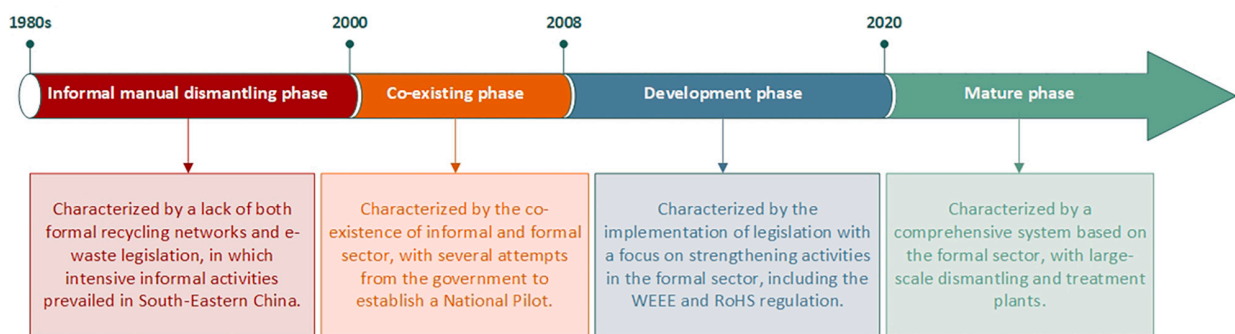 1980s
2000
2008
2020
Informal manual dismantling phase
Co-existing phase
Development phase
Mature phase
Characterized by a lack of both
formal recycling networks and e-
waste legislation, in which
intensive informal activities
prevailed in South-Eastern China.
Characterized by the co-
existence of informal and formal
sector, with several attempts
from the government to
establish a National Pilot.
Characterized by the
implementation of legislation with
a focus on strengthening activities
in the formal sector, including the
WEEE and RoHS regulation.
Characterized by a
comprehensive system based on
the formal sector, with large-
scale dismantling and treatment
plants.